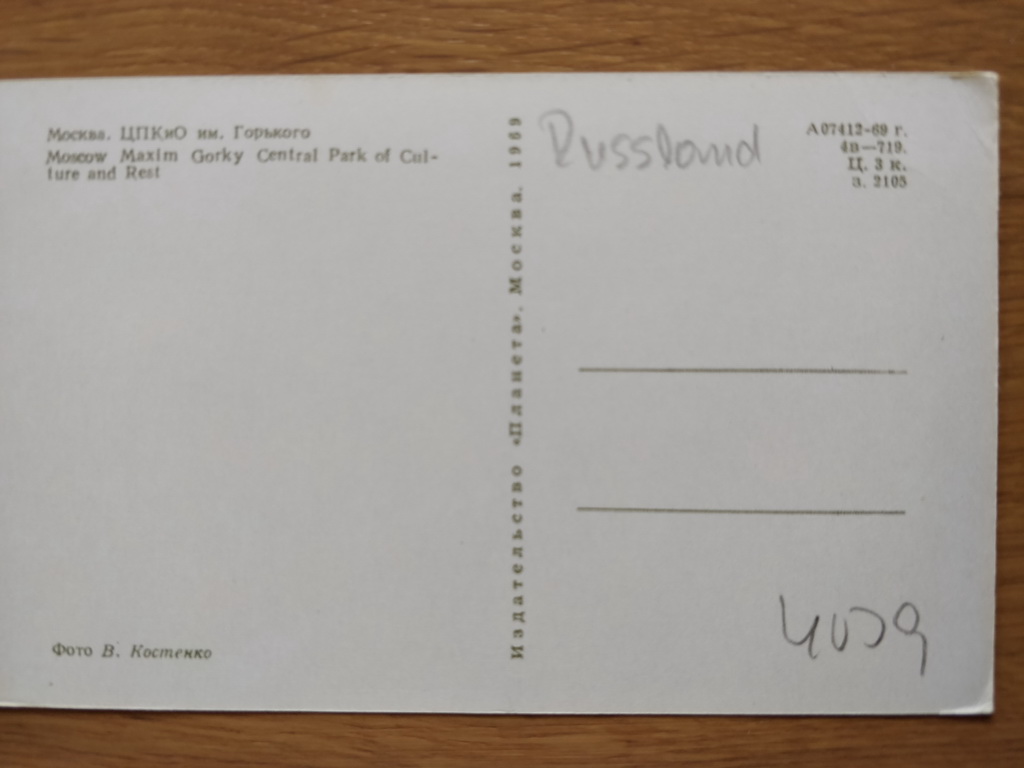 Москва. ЦПКиО им. Горького
Moscow Maxim Gorky Central Park of Cul-
ture and Rest
Фото В. Костенко
Издательство «Планета». Москва. 1969
Russland
А07412-69 г.
4п—719.
Ц. 3 к.
з. 2105